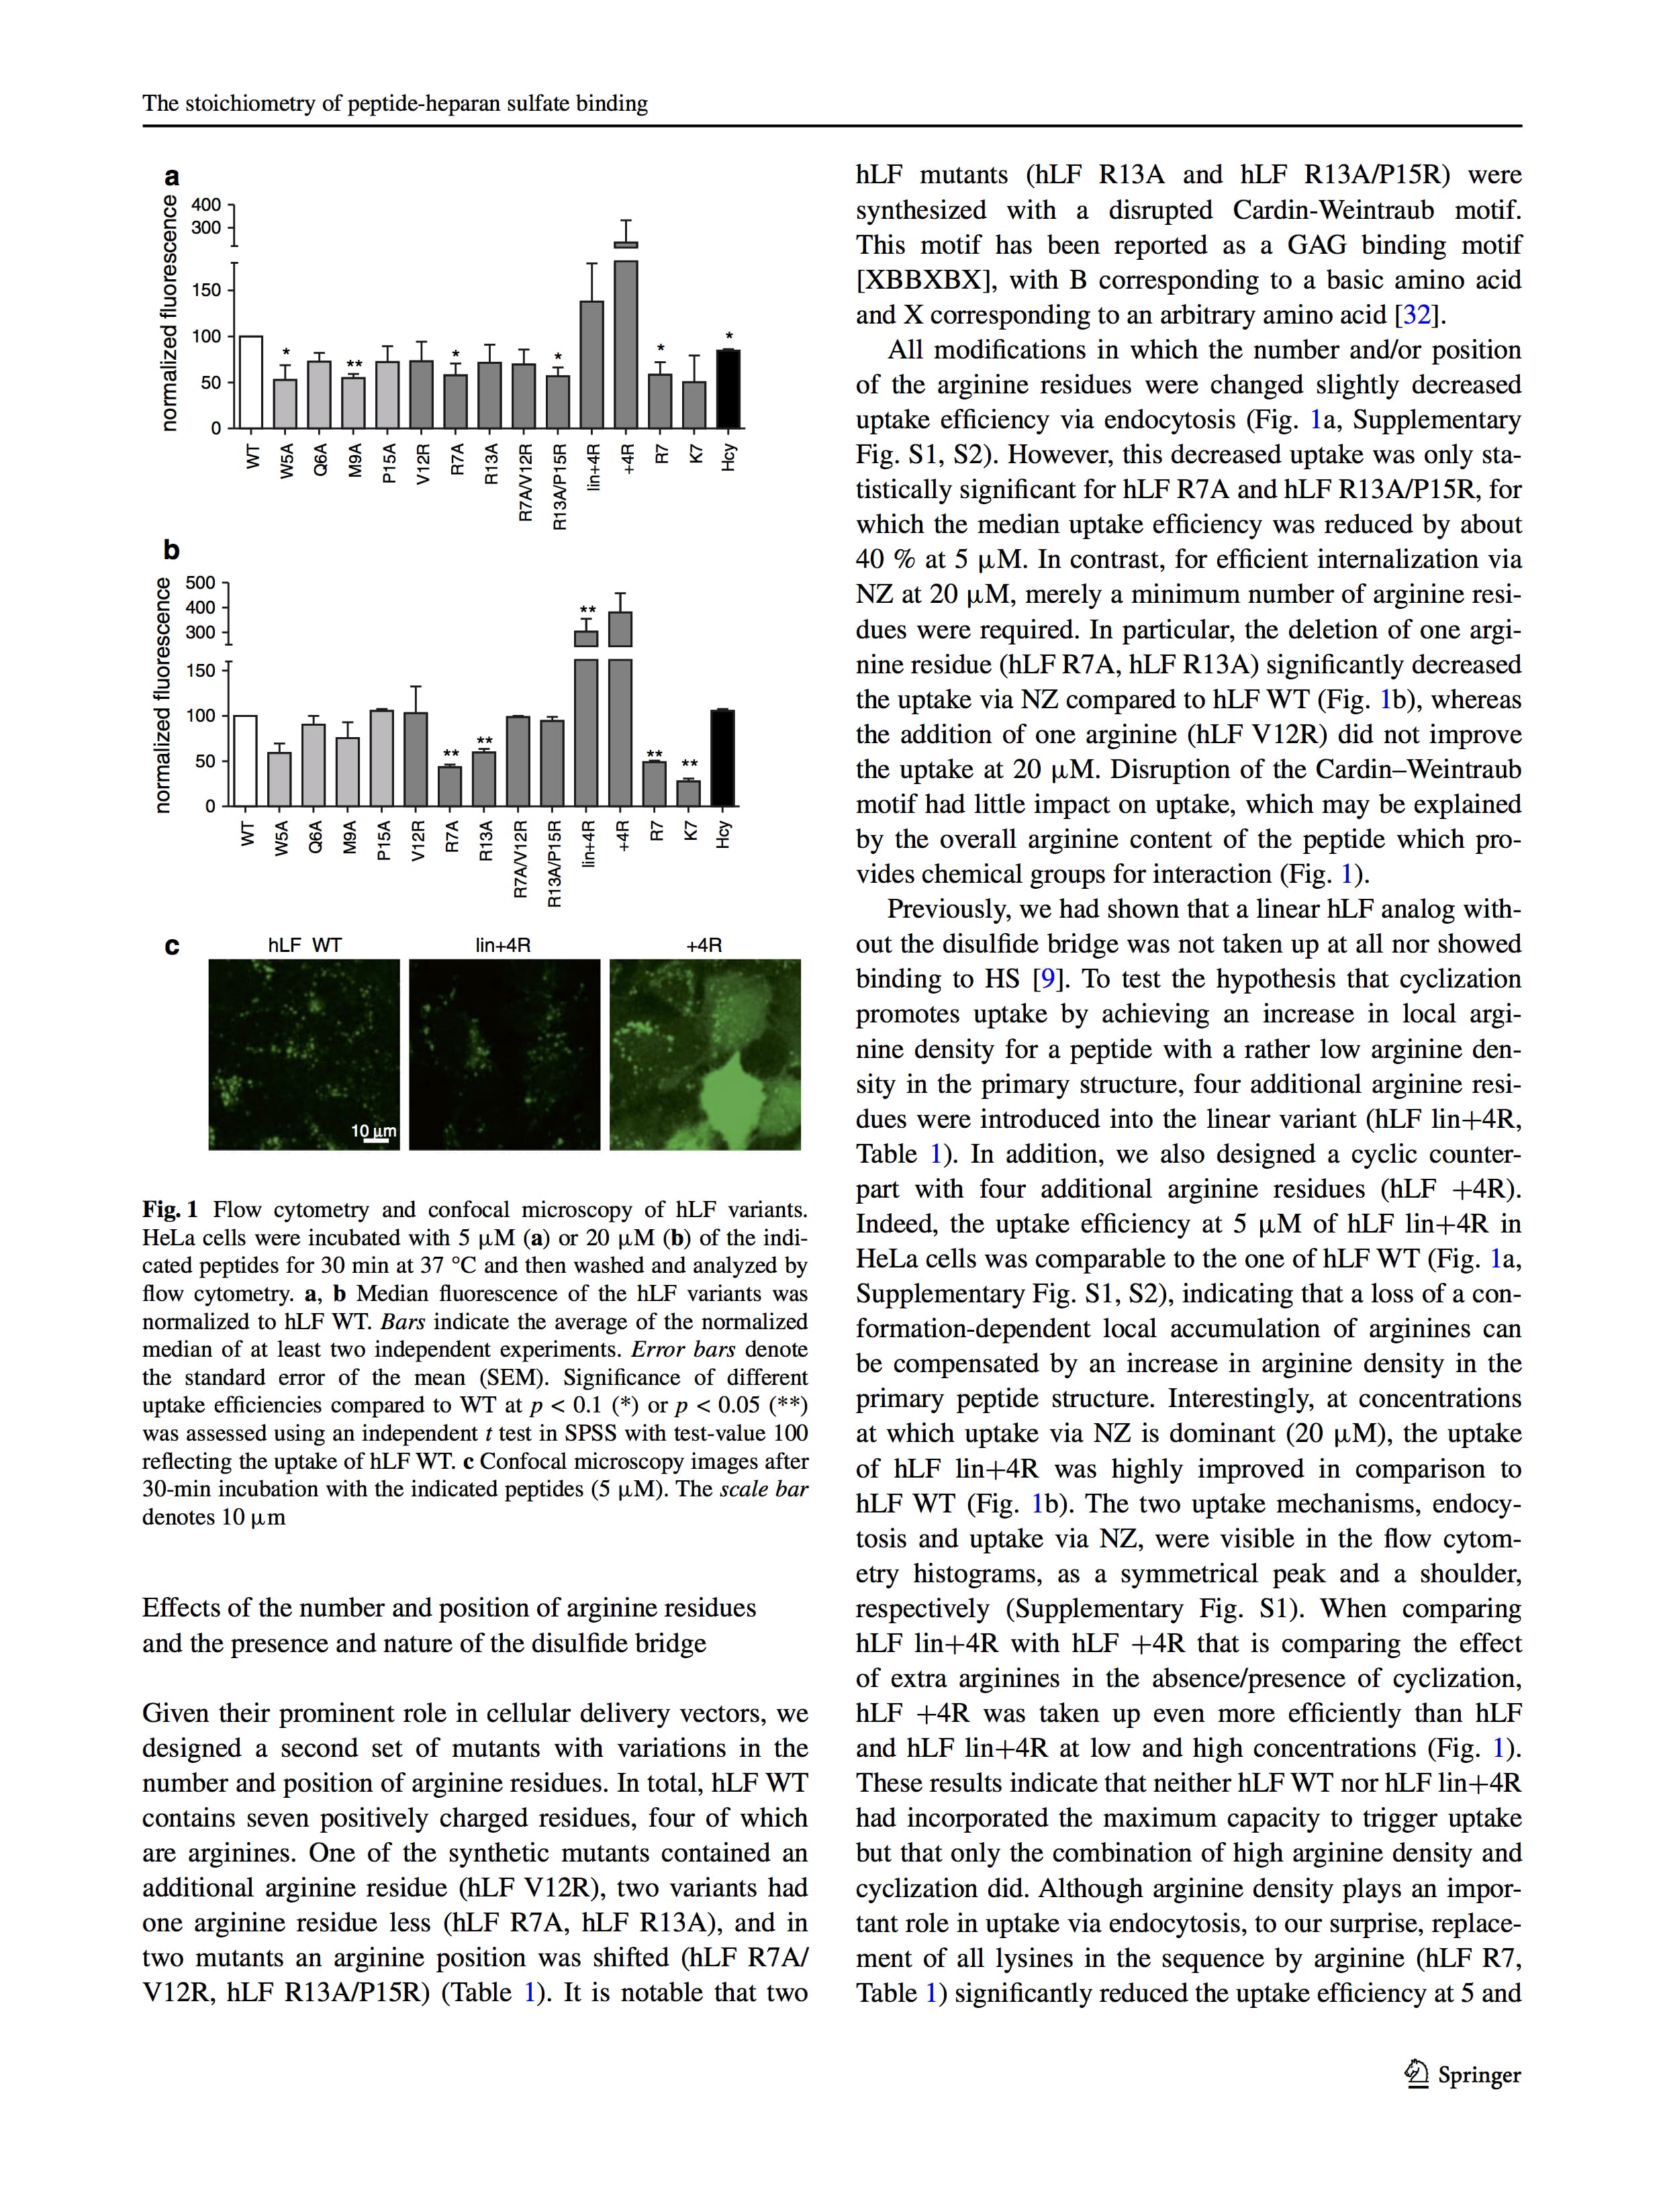 The stoichiometry of peptide-heparan sulfate binding
a
normalized fluorescence
400
300
150
100
50
0
*
**
*
*
*
*
WT
W5A
Q6A
M9A
P15A
V12R
R7A
R13A
R7A/V12R
R13A/P15R
lin+4R
+4R
R7
K7
Hcy
b
normalized fluorescence
500
400
300
150
100
50
0
**
**
**
**
**
WT
W5A
Q6A
M9A
P15A
V12R
R7A
R13A
R7A/V12R
R13A/P15R
lin+4R
+4R
R7
K7
Hcy
c
hLF WT
lin+4R
+4R
10 µm
Fig. 1 Flow cytometry and confocal microscopy of hLF variants.
HeLa cells were incubated with 5 µM (a) or 20 µM (b) of the indi-
cated peptides for 30 min at 37 °C and then washed and analyzed by
flow cytometry. a, b Median fluorescence of the hLF variants was
normalized to hLF WT. Bars indicate the average of the normalized
median of at least two independent experiments. Error bars denote
the standard error of the mean (SEM). Significance of different
uptake efficiencies compared to WT at p < 0.1 (*) or p < 0.05 (**)
was assessed using an independent t test in SPSS with test-value 100
reflecting the uptake of hLF WT. c Confocal microscopy images after
30-min incubation with the indicated peptides (5 µM). The scale bar
denotes 10 µm
Effects of the number and position of arginine residues
and the presence and nature of the disulfide bridge
Given their prominent role in cellular delivery vectors, we
designed a second set of mutants with variations in the
number and position of arginine residues. In total, hLF WT
contains seven positively charged residues, four of which
are arginines. One of the synthetic mutants contained an
additional arginine residue (hLF V12R), two variants had
one arginine residue less (hLF R7A, hLF R13A), and in
two mutants an arginine position was shifted (hLF R7A/
V12R, hLF R13A/P15R) (Table 1). It is notable that two
hLF mutants (hLF R13A and hLF R13A/P15R) were
synthesized with a disrupted Cardin-Weintraub motif.
This motif has been reported as a GAG binding motif
[XBBXBX], with B corresponding to a basic amino acid
and X corresponding to an arbitrary amino acid [32].
All modifications in which the number and/or position
of the arginine residues were changed slightly decreased
uptake efficiency via endocytosis (Fig. 1a, Supplementary
Fig. S1, S2). However, this decreased uptake was only sta-
tistically significant for hLF R7A and hLF R13A/P15R, for
which the median uptake efficiency was reduced by about
40 % at 5 µM. In contrast, for efficient internalization via
NZ at 20 µM, merely a minimum number of arginine resi-
dues were required. In particular, the deletion of one argi-
nine residue (hLF R7A, hLF R13A) significantly decreased
the uptake via NZ compared to hLF WT (Fig. 1b), whereas
the addition of one arginine (hLF V12R) did not improve
the uptake at 20 µM. Disruption of the Cardin–Weintraub
motif had little impact on uptake, which may be explained
by the overall arginine content of the peptide which pro-
vides chemical groups for interaction (Fig. 1).
Previously, we had shown that a linear hLF analog with-
out the disulfide bridge was not taken up at all nor showed
binding to HS [9]. To test the hypothesis that cyclization
promotes uptake by achieving an increase in local argi-
nine density for a peptide with a rather low arginine den-
sity in the primary structure, four additional arginine resi-
dues were introduced into the linear variant (hLF lin+4R,
Table 1). In addition, we also designed a cyclic counter-
part with four additional arginine residues (hLF +4R).
Indeed, the uptake efficiency at 5 µM of hLF lin+4R in
HeLa cells was comparable to the one of hLF WT (Fig. 1a,
Supplementary Fig. S1, S2), indicating that a loss of a con-
formation-dependent local accumulation of arginines can
be compensated by an increase in arginine density in the
primary peptide structure. Interestingly, at concentrations
at which uptake via NZ is dominant (20 µM), the uptake
of hLF lin+4R was highly improved in comparison to
hLF WT (Fig. 1b). The two uptake mechanisms, endocy-
tosis and uptake via NZ, were visible in the flow cytom-
etry histograms, as a symmetrical peak and a shoulder,
respectively (Supplementary Fig. S1). When comparing
hLF lin+4R with hLF +4R that is comparing the effect
of extra arginines in the absence/presence of cyclization,
hLF +4R was taken up even more efficiently than hLF
and hLF lin+4R at low and high concentrations (Fig. 1).
These results indicate that neither hLF WT nor hLF lin+4R
had incorporated the maximum capacity to trigger uptake
but that only the combination of high arginine density and
cyclization did. Although arginine density plays an impor-
tant role in uptake via endocytosis, to our surprise, replace-
ment of all lysines in the sequence by arginine (hLF R7,
Table 1) significantly reduced the uptake efficiency at 5 and
Springer